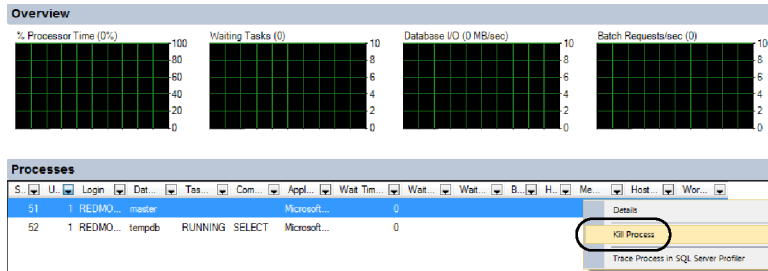 Overview
% Processor Time (0%) Waiting Tasks (0) Database I/O (0 MB/sec) Batch Requests/sec (0)
100 10 10 100
80 8 8 8
60 6 6 6
40 4 4 4
20 2 2 2
0 0 0 0
Processes
S... U... Login Dat... Tas... Com... Appl... Wait Tim... Wait... Wait... B... H... Me... Host... Wor...
51 1 REDMO... master Microsoft... 0 Details
Kill Process
52 1 REDMO... tempdb RUNNING SELECT Microsoft... 0
Trace Process in SQL Server Profiler